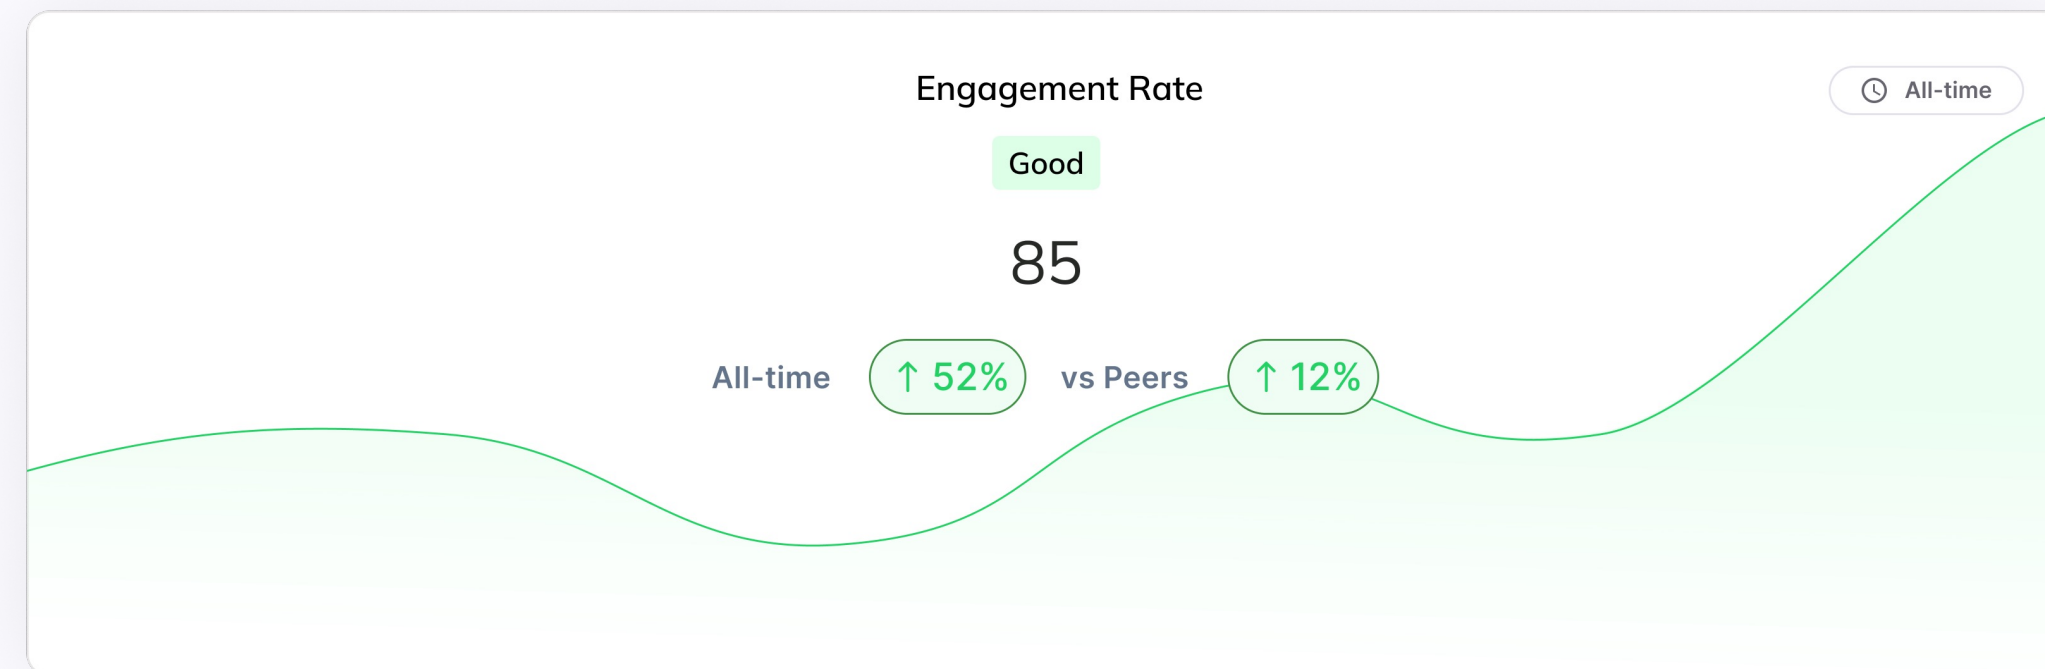 Engagement Rate
All-time
Good
85
All-time ↑ 52% vs Peers ↑ 12%